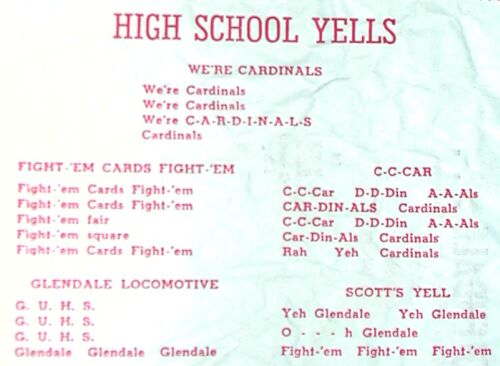 HIGH SCHOOL YELLS
WE'RE CARDINALS
We're Cardinals
We're Cardinals
We're C-A-R-D-I-N-A-L-S
Cardinals
FIGHT-'EM CARDS FIGHT-'EM
Fight-'em Cards Fight-'em
Fight-'em Cards Fight-'em
Fight-'em fair
Fight-'em square
Fight-'em Cards Fight-'em
C-C-CAR
C-C-Car D-D-Din A-A-Als
CAR-DIN-ALS Cardinals
C-C-Car D-D-Din A-A-Als
Car-Din-Als Cardinals
Rah Yeh Cardinals
GLENDALE LOCOMOTIVE
G. U. H. S.
G. U. H. S.
G. U. H. S.
Glendale Glendale Glendale
SCOTT'S YELL
Yeh Glendale Yeh Glendale
O - - - h Glendale
Fight-'em Fight-'em Fight-'em